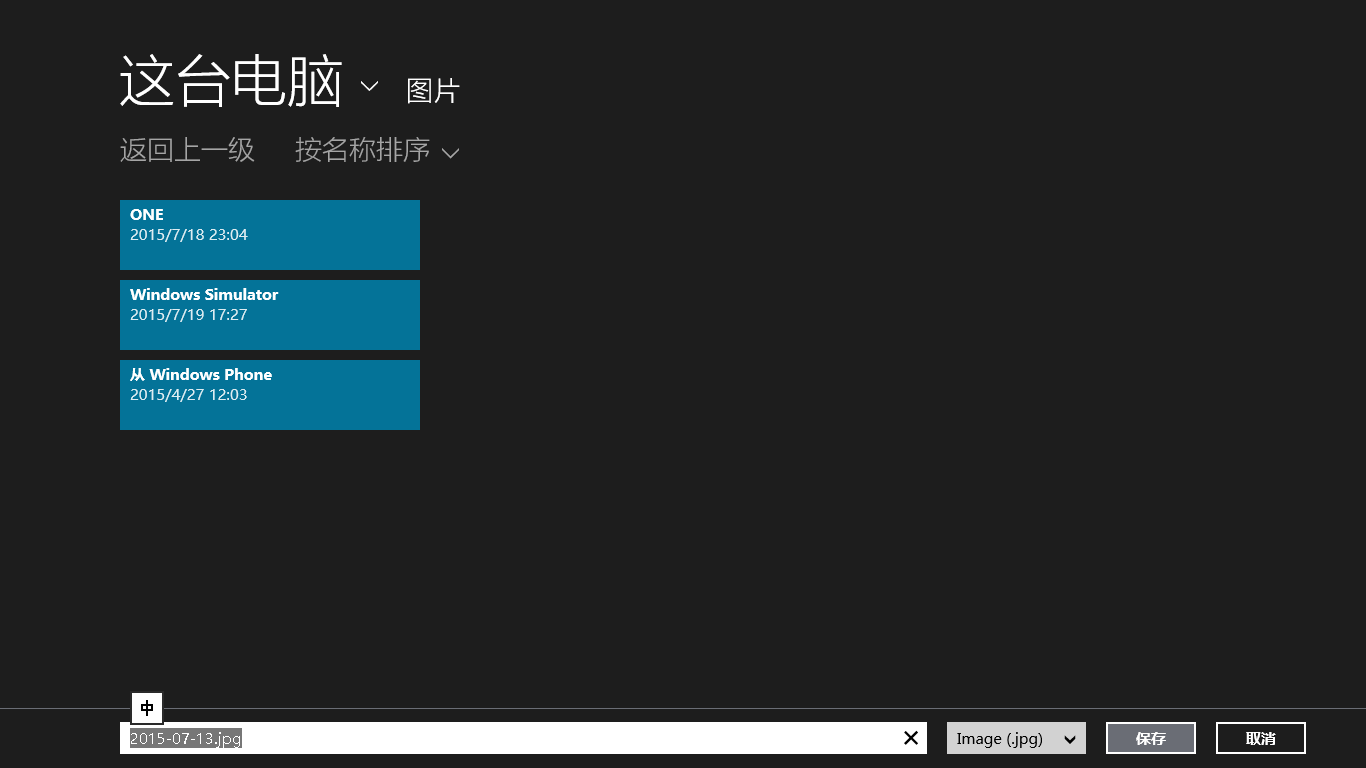 这台电脑 图片
返回上一级 按名称排序
ONE
2015/7/18 23:04
Windows Simulator
2015/7/19 17:27
从 Windows Phone
2015/4/27 12:03
中
2015-07-13.jpg Image (.jpg) 保存 取消